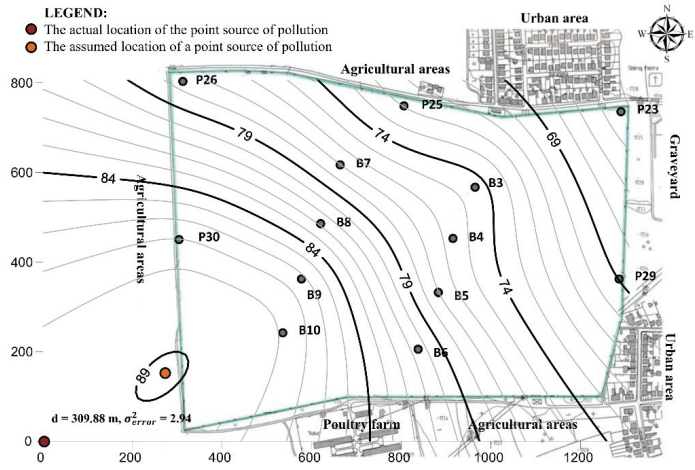 LEGEND:
The actual location of the point source of pollution
The assumed location of a point source of pollution
Urban area
N
W
E
S
Agricultural areas
800
P26
P25
P23
74
69
79
B7
600
B3
84
Graveyard
Agricultural areas
B8
P30
B4
400
84
79
74
P29
B9
B5
B10
200
B6
89
Urban area
d = 309.88 m, σ²error = 2.94
Poultry farm
Agricultural areas
0
0
200
400
600
800
1000
1200